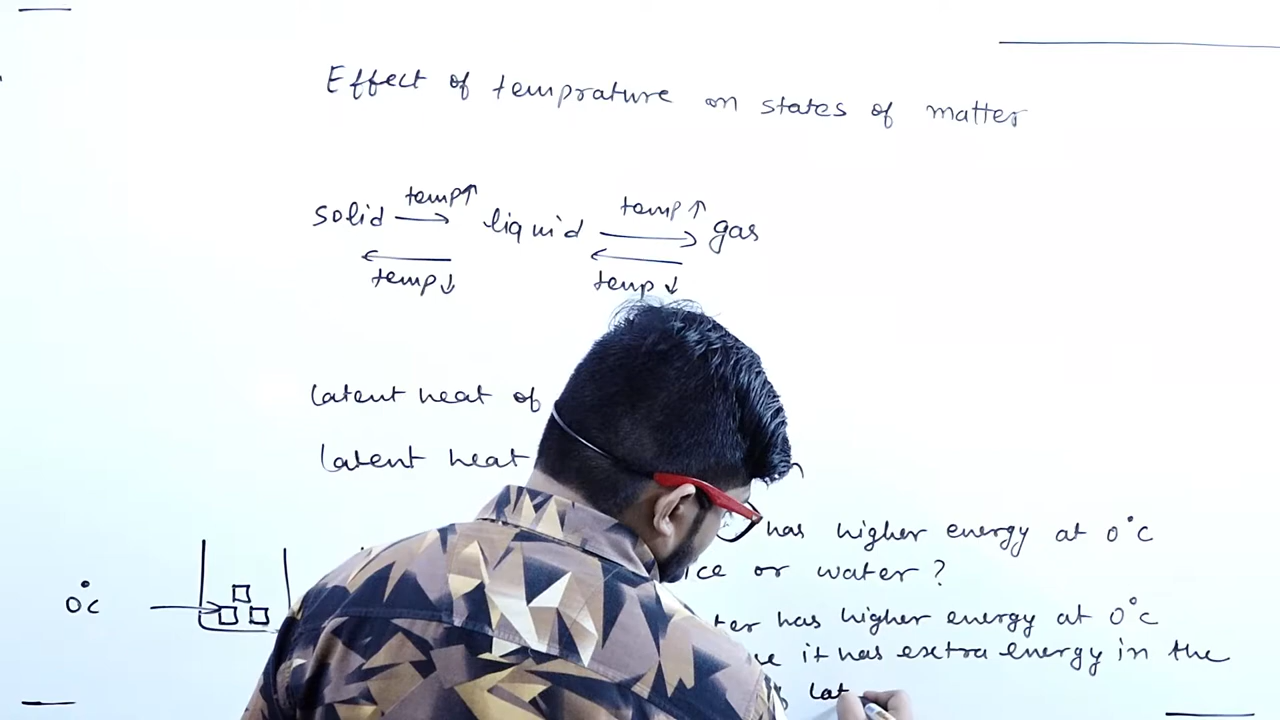 Effect of temprature on states of matter
temp↑ temp↑
solid → liquid → gas
← ←
temp↓ temp↓
latent heat of
latent heat
has higher energy at 0°C
ice or water?
0°C
ter has higher energy at 0°C
it has extra energy in the
lat